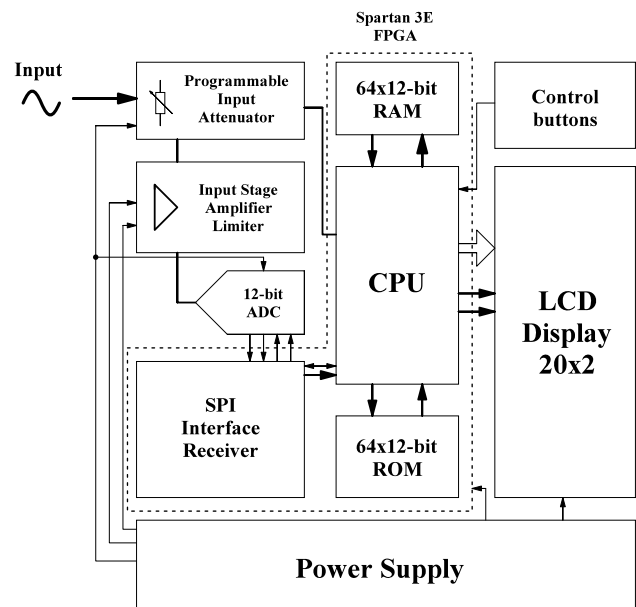 Spartan 3E
FPGA
Input
Programmable
Input
Attenuator
64x12-bit
RAM
Control
buttons
Input Stage
Amplifier
Limiter
CPU
12-bit
ADC
LCD
Display
20x2
SPI
Interface
Receiver
64x12-bit
ROM
Power Supply